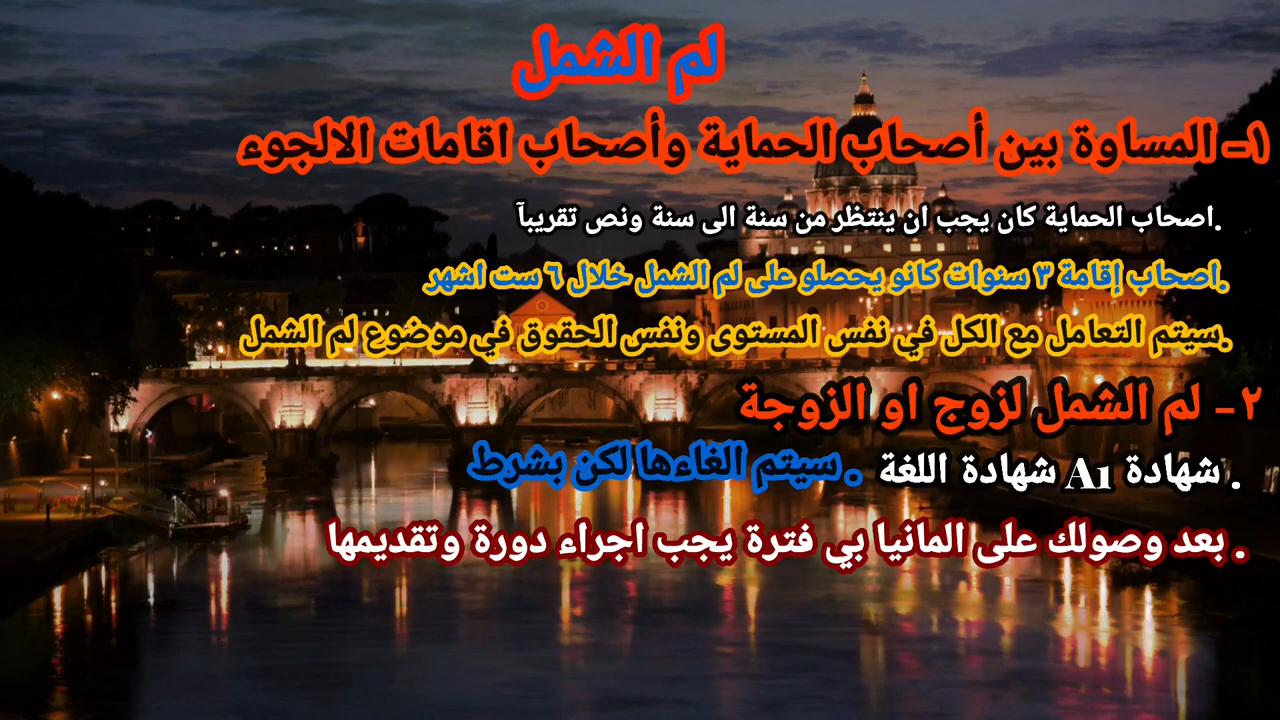 لم الشمل
١- المساوة بين أصحاب الحماية وأصحاب اقامات الالجوء
.اصحاب الحماية كان يجب ان ينتظر من سنة الى سنة ونص تقريبآ
.اصحاب إقامة ٣ سنوات كانو يحصلو على لم الشمل خلال ٦ ست اشهر
.سيتم التعامل مع الكل في نفس المستوى ونفس الحقوق في موضوع لم الشمل
٢- لم الشمل لزوج او الزوجة
. شهادة A1 شهادة اللغة . سيتم الغاءها لكن بشرط
. بعد وصولك على المانيا بي فترة يجب اجراء دورة وتقديمها